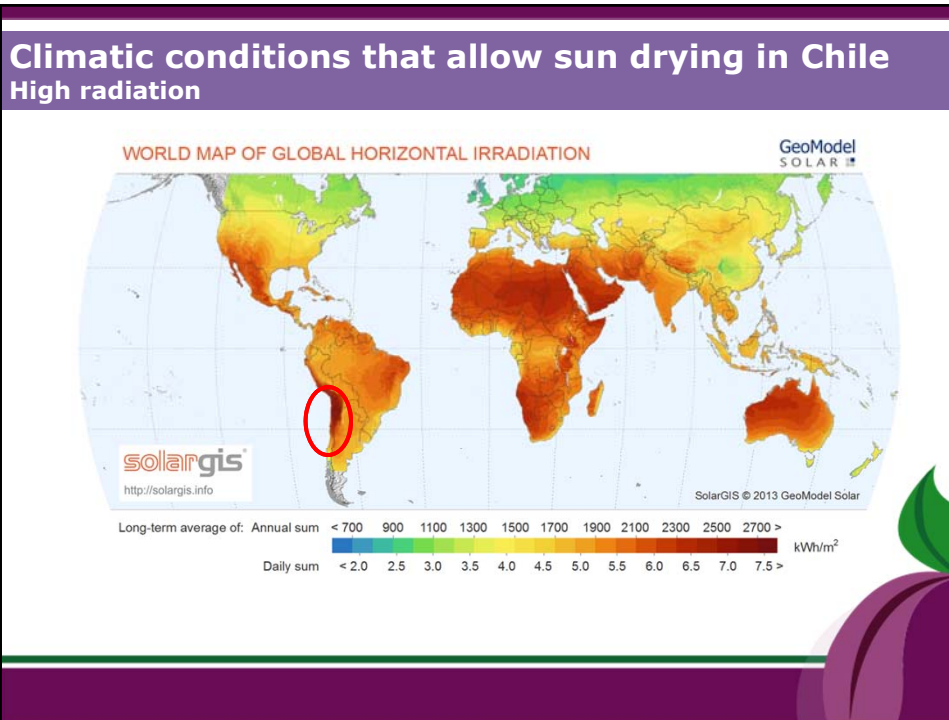 Climatic conditions that allow sun drying in Chile
High radiation
WORLD MAP OF GLOBAL HORIZONTAL IRRADIATION
GeoModel
SOLAR
solargis
http://solargis.info
SolarGIS © 2013 GeoModel Solar
Long-term average of: Annual sum < 700 900 1100 1300 1500 1700 1900 2100 2300 2500 2700 >
kWh/m²
Daily sum < 2.0 2.5 3.0 3.5 4.0 4.5 5.0 5.5 6.0 6.5 7.0 7.5 >